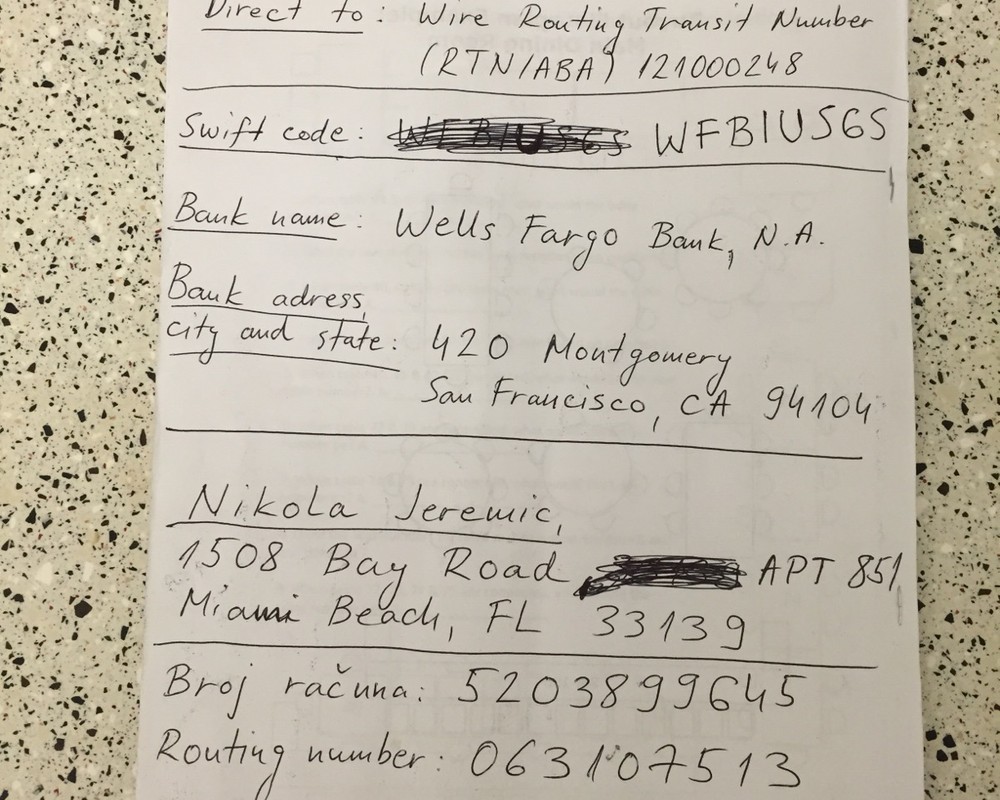 Direct to: Wire Routing Transit Number
(RTN/ABA) 121000248
Swift code: WFBIUS6S WFBIUS6S
Bank name: Wells Fargo Bank, N.A.
Bank adress,
city and state: 420 Montgomery
San Francisco, CA 94104
Nikola Jeremic,
1508 Bay Road APT 851
Miami Beach, FL 33139
Broj računa: 5203899645
Routing number: 063107513